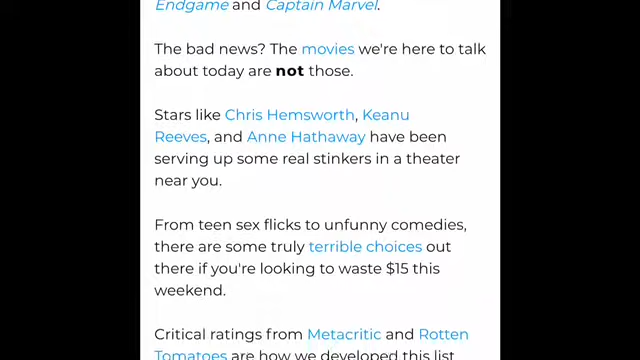 Endgame and Captain Marvel.
The bad news? The movies we're here to talk
about today are not those.
Stars like Chris Hemsworth, Keanu
Reeves, and Anne Hathaway have been
serving up some real stinkers in a theater
near you.
From teen sex flicks to unfunny comedies,
there are some truly terrible choices out
there if you're looking to waste $15 this
weekend.
Critical ratings from Metacritic and Rotten
Tomatoes are how we developed this list